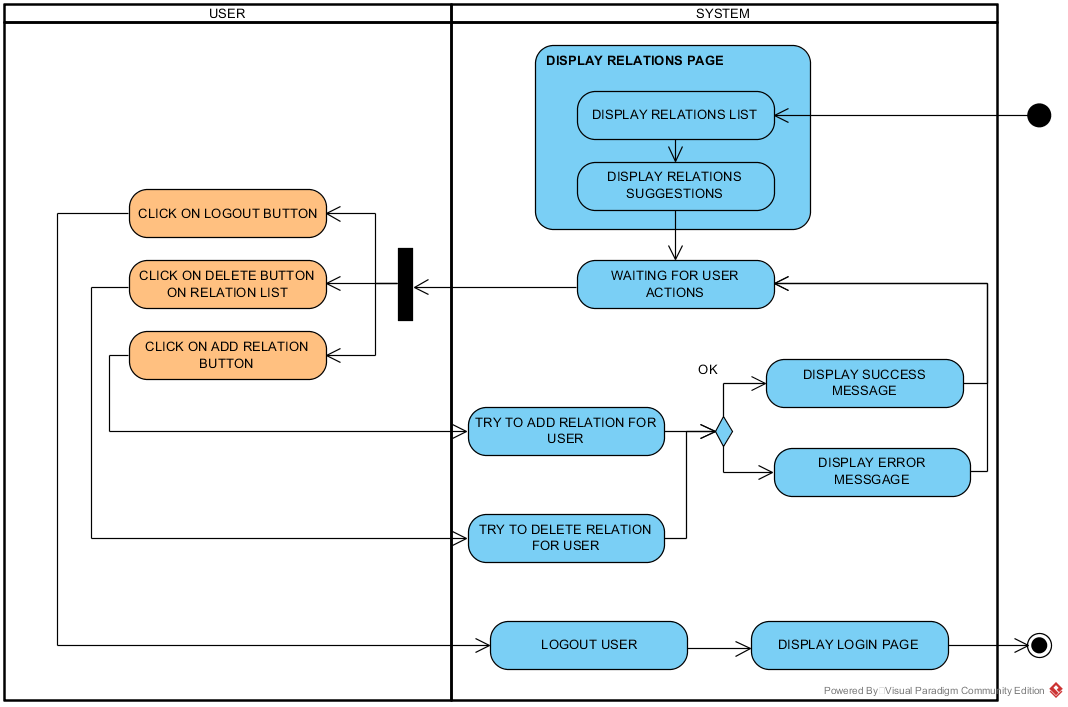 USER
SYSTEM
DISPLAY RELATIONS PAGE
DISPLAY RELATIONS LIST
DISPLAY RELATIONS
SUGGESTIONS
CLICK ON LOGOUT BUTTON
CLICK ON DELETE BUTTON
ON RELATION LIST
WAITING FOR USER
ACTIONS
CLICK ON ADD RELATION
BUTTON
OK
DISPLAY SUCCESS
MESSAGE
TRY TO ADD RELATION FOR
USER
DISPLAY ERROR
MESSGAGE
TRY TO DELETE RELATION
FOR USER
LOGOUT USER
DISPLAY LOGIN PAGE
Powered By Visual Paradigm Community Edition